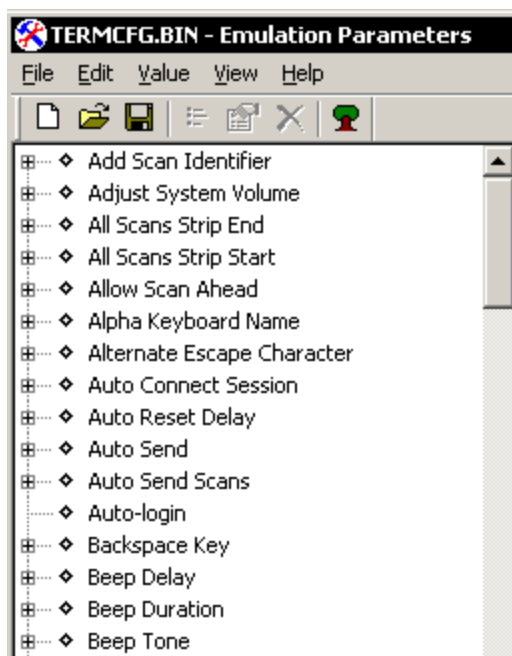 TERMCFG.BIN - Emulation Parameters
File Edit Value View Help
Add Scan Identifier
Adjust System Volume
All Scans Strip End
All Scans Strip Start
Allow Scan Ahead
Alpha Keyboard Name
Alternate Escape Character
Auto Connect Session
Auto Reset Delay
Auto Send
Auto Send Scans
Auto-login
Backspace Key
Beep Delay
Beep Duration
Beep Tone